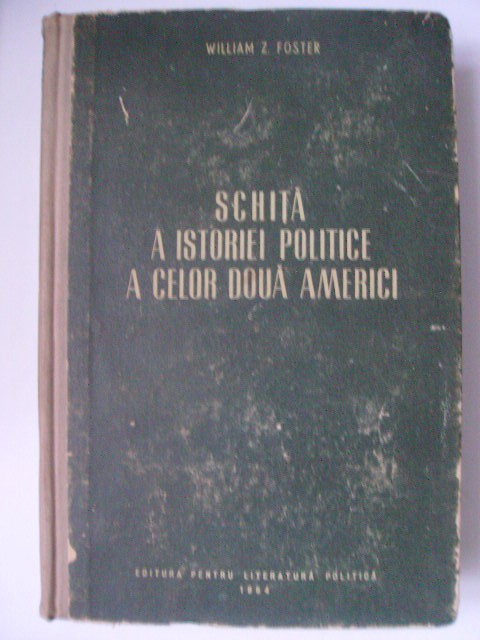 WILLIAM Z. FOSTER
SCHIȚĂ
A ISTORIEI POLITICE
A CELOR DOUĂ AMERICI
EDITURA PENTRU LITERATURĂ POLITICĂ
1954